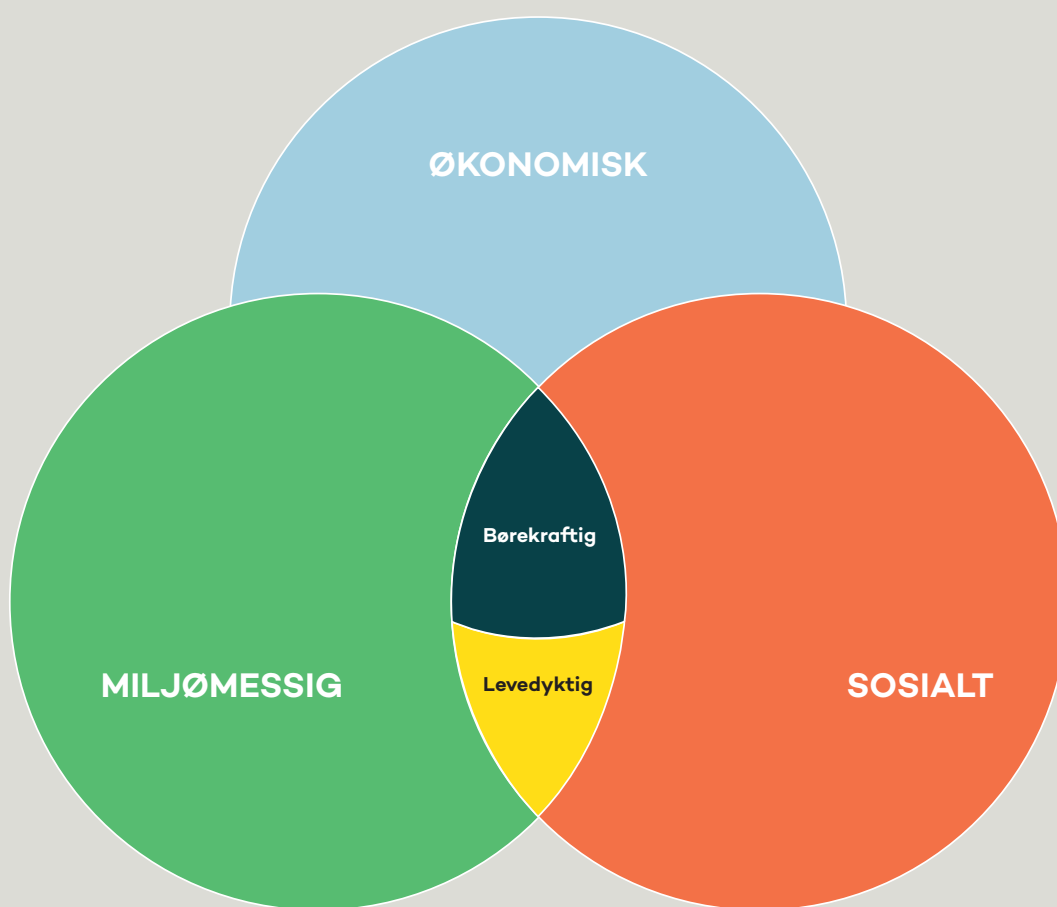 ØKONOMISK
Børekraftig
MILJØMESSIG
Levedyktig
SOSIALT